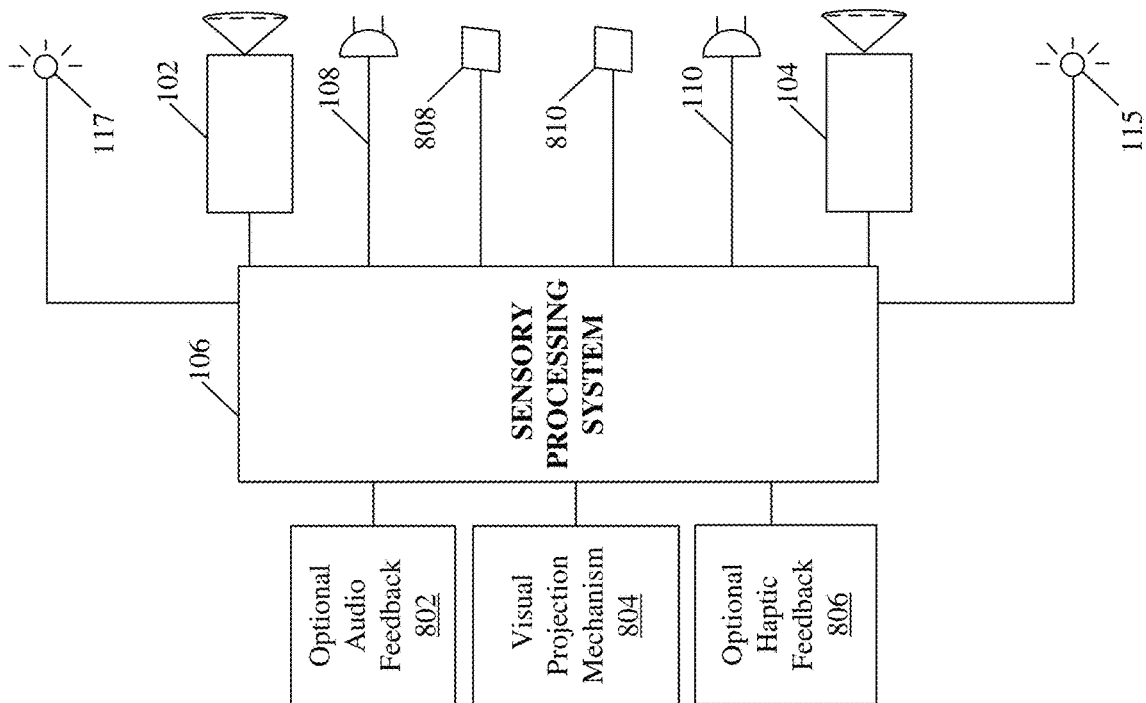 117
102
108
808
810
110
104
115
106
SENSORY
PROCESSING
SYSTEM
Optional
Audio
Feedback
802
Visual
Projection
Mechanism
804
Optional
Haptic
Feedback
806